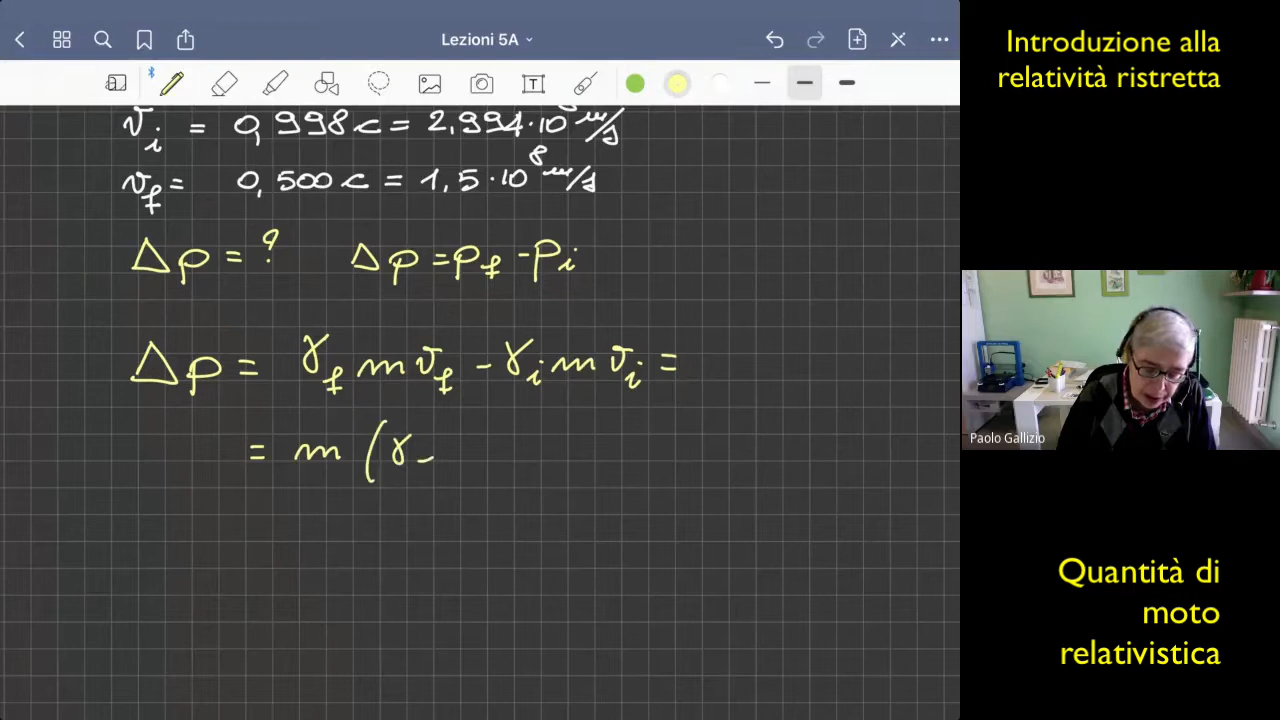 Lezioni 5A
v_i = 0,998 c = 2,994·10^8 m/s
v_f = 0,500 c = 1,5·10^8 m/s
Δp = ? Δp = p_f - p_i
Δp = γ_f m v_f - γ_i m v_i =
= m (γ -
Introduzione alla
relatività ristretta
Paolo Gallizio
Quantità di
moto
relativistica